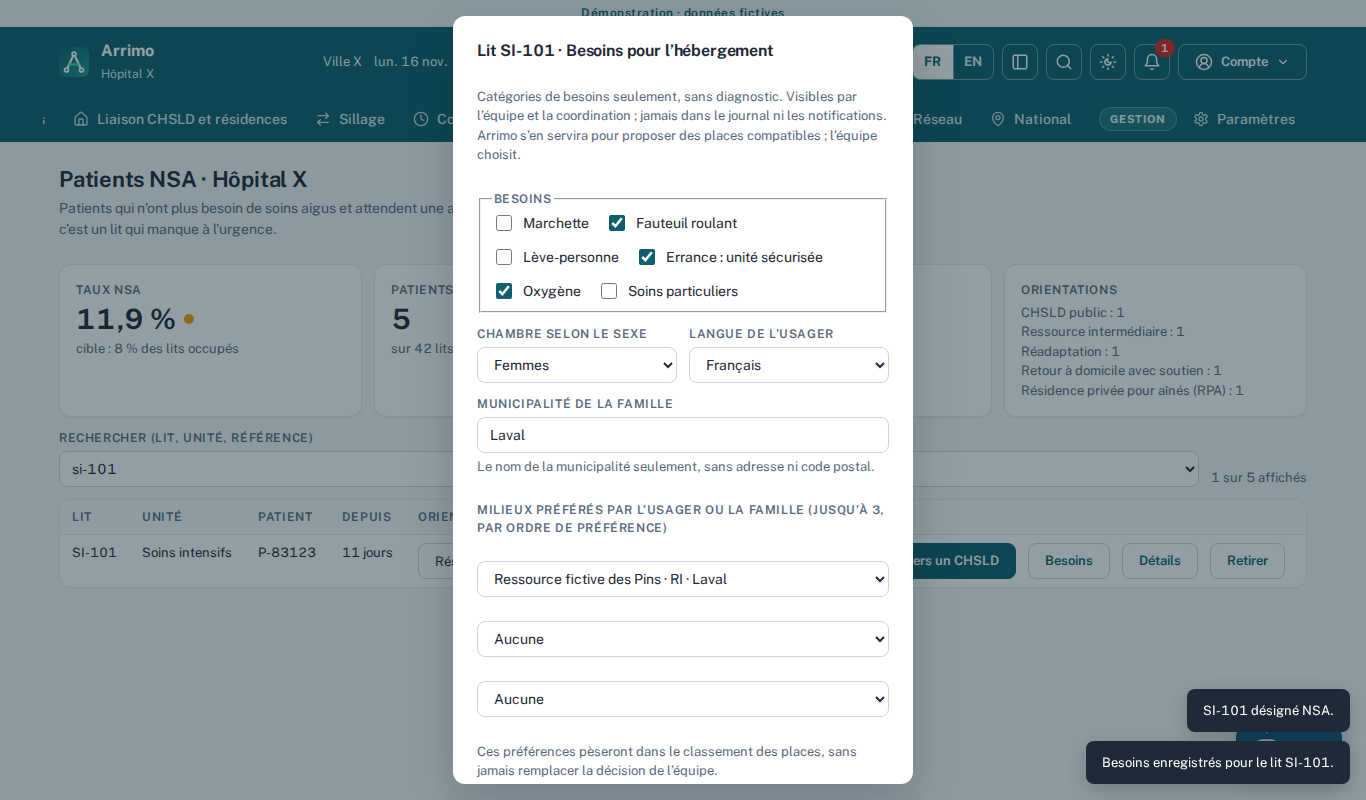 Démonstration · données fictives
Arrimo
Hôpital X
Ville X lun. 16 nov.
FR EN
1
Compte
Liaison CHSLD et résidences
Sillage
Réseau
National
GESTION
Paramètres
Patients NSA · Hôpital X
Patients qui n’ont plus besoin de soins aigus et attendent une
c’est un lit qui manque à l’urgence.
TAUX NSA
11,9 %
cible : 8 % des lits occupés
PATIENTS
5
sur 42 lits
ORIENTATIONS
CHSLD public : 1
Ressource intermédiaire : 1
Réadaptation : 1
Retour à domicile avec soutien : 1
Résidence privée pour aînés (RPA) : 1
RECHERCHER (LIT, UNITÉ, RÉFÉRENCE)
si-101
1 sur 5 affichés
LIT UNITÉ PATIENT DEPUIS
SI-101 Soins intensifs P-83123 11 jours
un CHSLD Besoins Détails Retirer
Lit SI-101 · Besoins pour l’hébergement
Catégories de besoins seulement, sans diagnostic. Visibles par
l’équipe et la coordination ; jamais dans le journal ni les notifications.
Arrimo s’en servira pour proposer des places compatibles ; l’équipe
choisit.
BESOINS
Marchette Fauteuil roulant
Lève-personne Errance : unité sécurisée
Oxygène Soins particuliers
CHAMBRE SELON LE SEXE LANGUE DE L’USAGER
Femmes Français
MUNICIPALITÉ DE LA FAMILLE
Laval
Le nom de la municipalité seulement, sans adresse ni code postal.
MILIEUX PRÉFÉRÉS PAR L’USAGER OU LA FAMILLE (JUSQU’À 3,
PAR ORDRE DE PRÉFÉRENCE)
Ressource fictive des Pins · RI · Laval
Aucune
Aucune
Ces préférences pèseront dans le classement des places, sans
jamais remplacer la décision de l’équipe.
SI-101 désigné NSA.
Besoins enregistrés pour le lit SI-101.